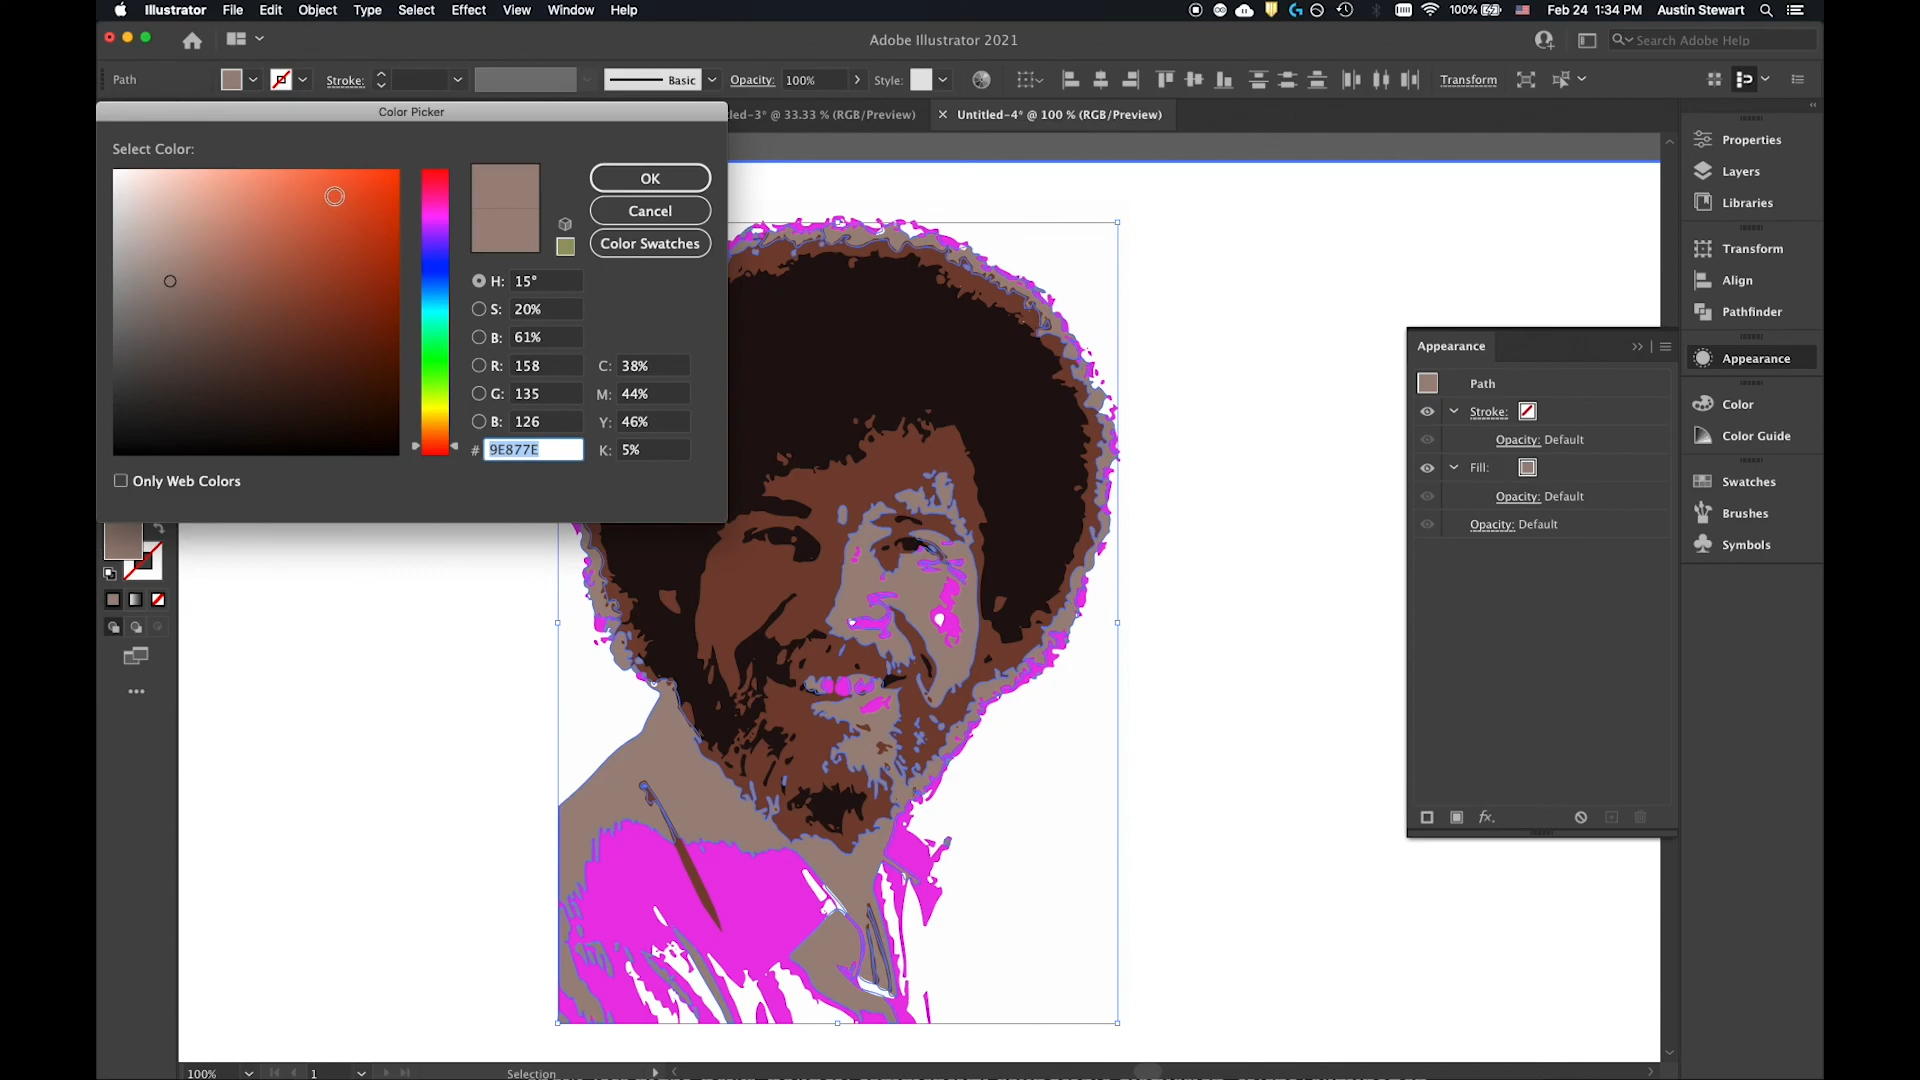 Illustrator File Edit Object Type Select Effect View Window Help
100% Feb 24 1:34 PM Austin Stewart
Adobe Illustrator 2021
Search Adobe Help
Path Stroke: Basic Opacity: 100% Style: Transform
Color Picker
led-3* @ 33.33 % (RGB/Preview)
Untitled-4* @ 100 % (RGB/Preview)
Select Color:
OK
Cancel
Color Swatches
H: 15°
S: 20%
B: 61%
R: 158 C: 38%
G: 135 M: 44%
B: 126 Y: 46%
# 9E877E K: 5%
Only Web Colors
Appearance
Path
Stroke:
Opacity: Default
Fill:
Opacity: Default
Opacity: Default
fx.
Properties
Layers
Libraries
Transform
Align
Pathfinder
Appearance
Color
Color Guide
Swatches
Brushes
Symbols
100% 1 Selection